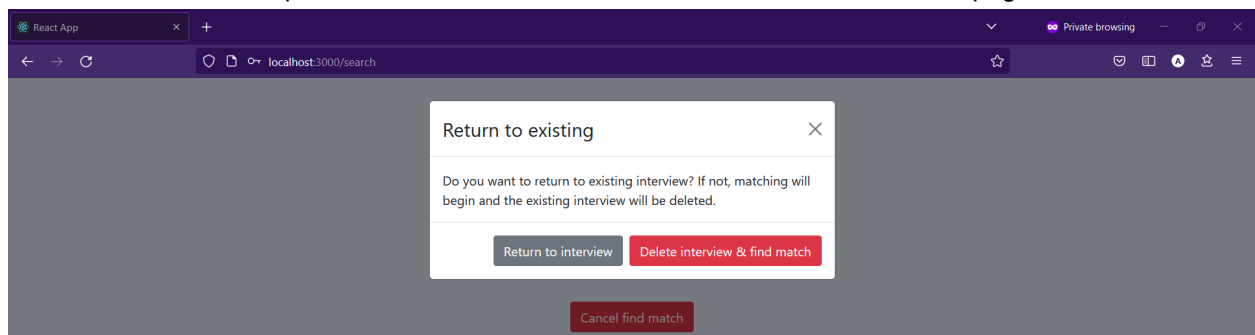 React App
Private browsing
localhost:3000/search
Return to existing
Do you want to return to existing interview? If not, matching will
begin and the existing interview will be deleted.
Return to interview Delete interview & find match
Cancel find match